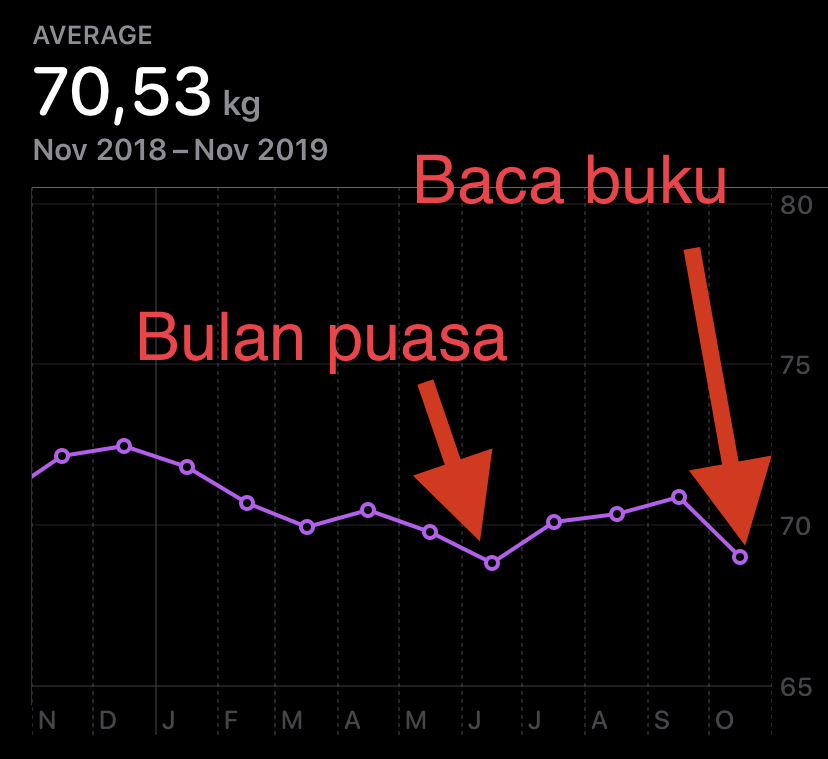 AVERAGE
70,53 kg
Nov 2018 – Nov 2019
Baca buku
80
Bulan puasa
75
70
65
N D J F M A M J J A S O